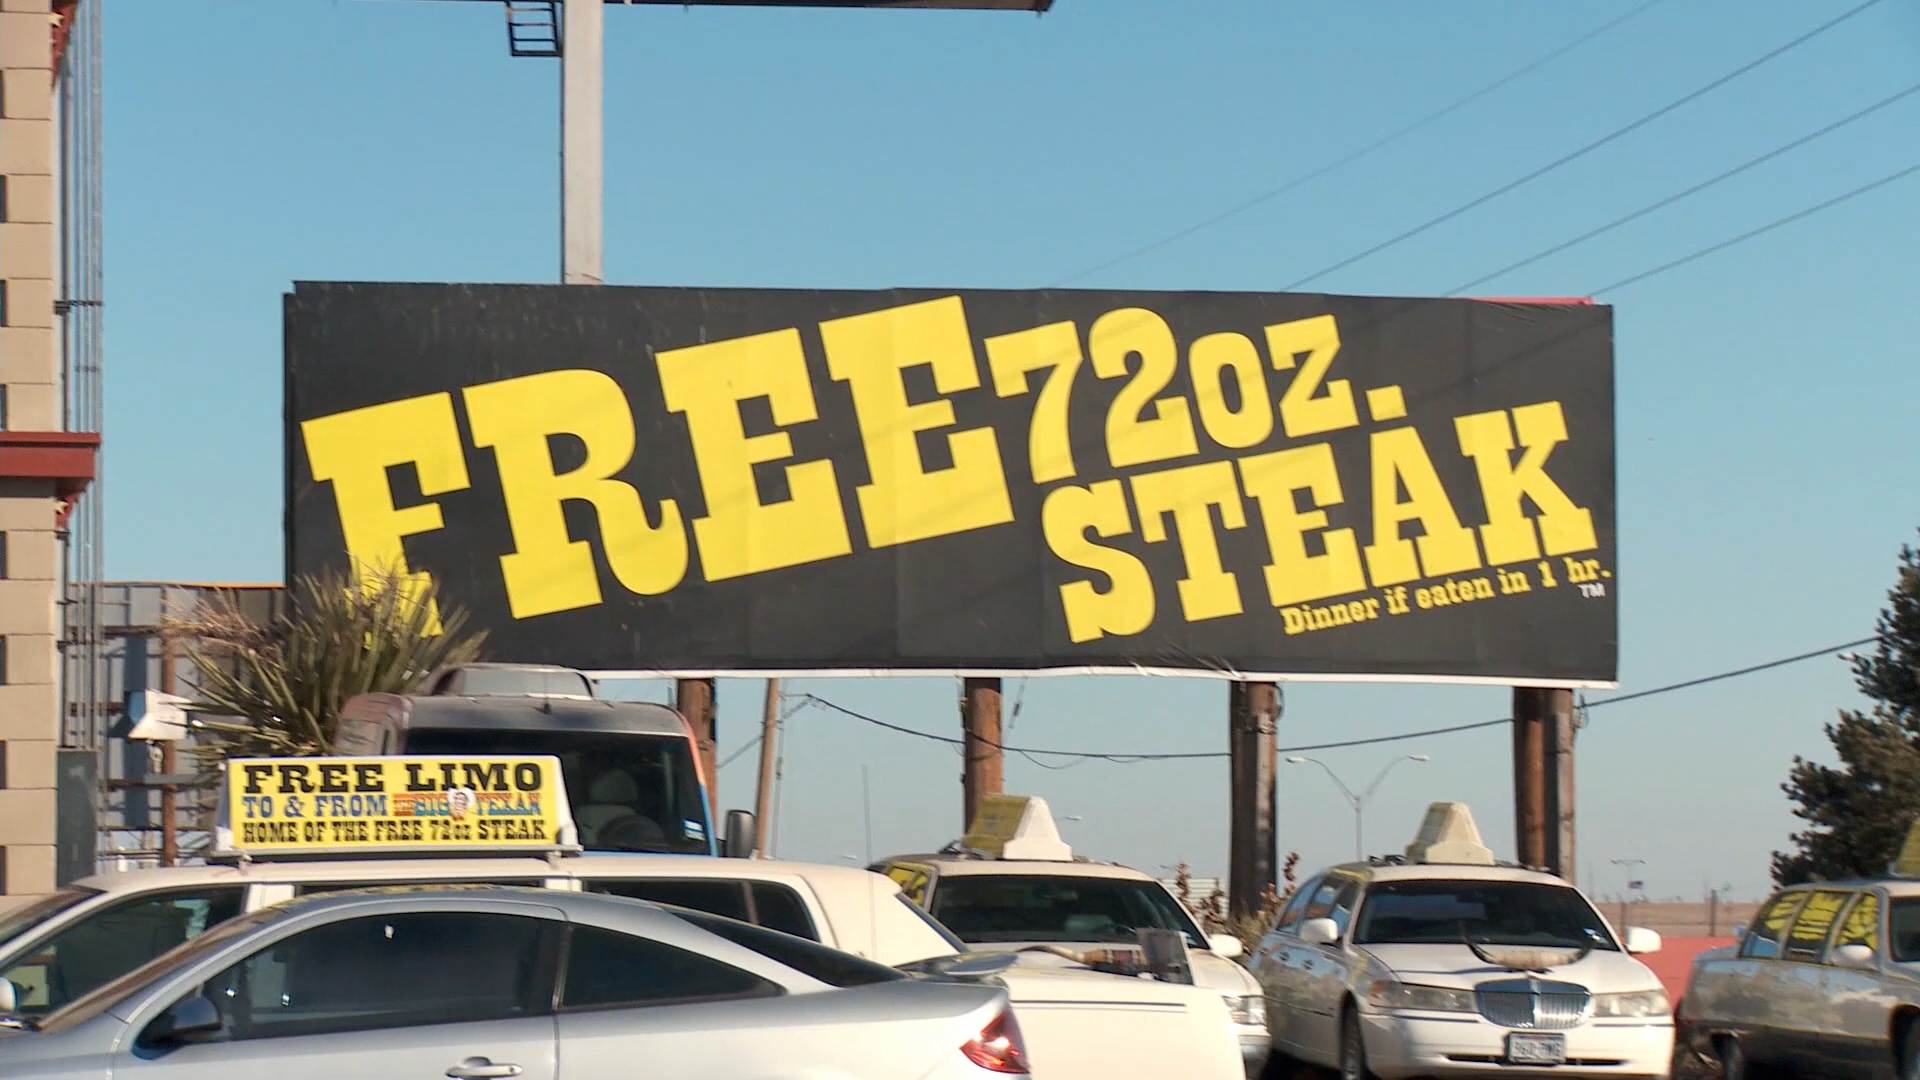 FREE 72oz.
STEAK
Dinner if eaten in 1 hr.
TM
FREE LIMO
TO & FROM THE BIG TEXAN
HOME OF THE FREE 72oz STEAK